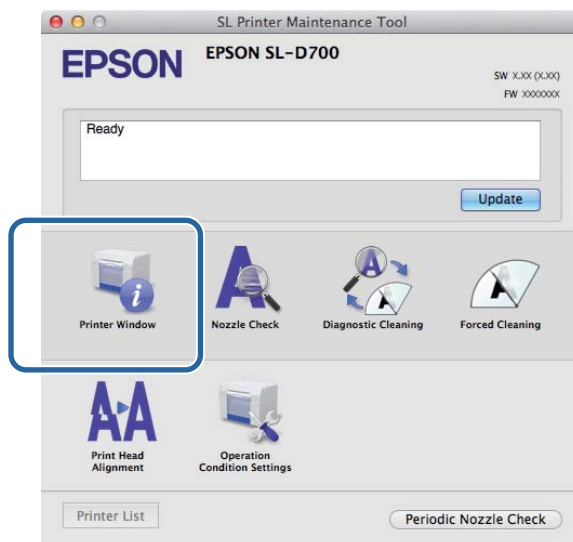 SL Printer Maintenance Tool
EPSON
EPSON SL-D700
SW X.XX (X.XX)
FW XXXXXXX
Ready
Update
Printer Window
Nozzle Check
Diagnostic Cleaning
Forced Cleaning
Print Head
Alignment
Operation
Condition Settings
Printer List
Periodic Nozzle Check